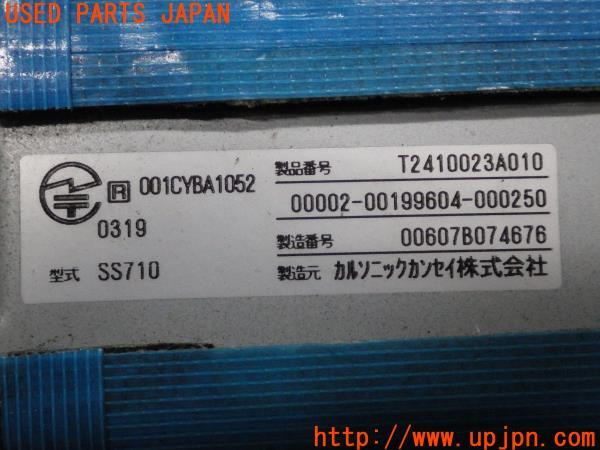 USED PARTS JAPAN
R 001CYBA1052
0319
型式 SS710
製品番号 T2410023A010
00002-00199604-000250
製造番号 00607B074676
製造元 カルソニックカンセイ株式会社
UPJ
http://www.upjpn.com